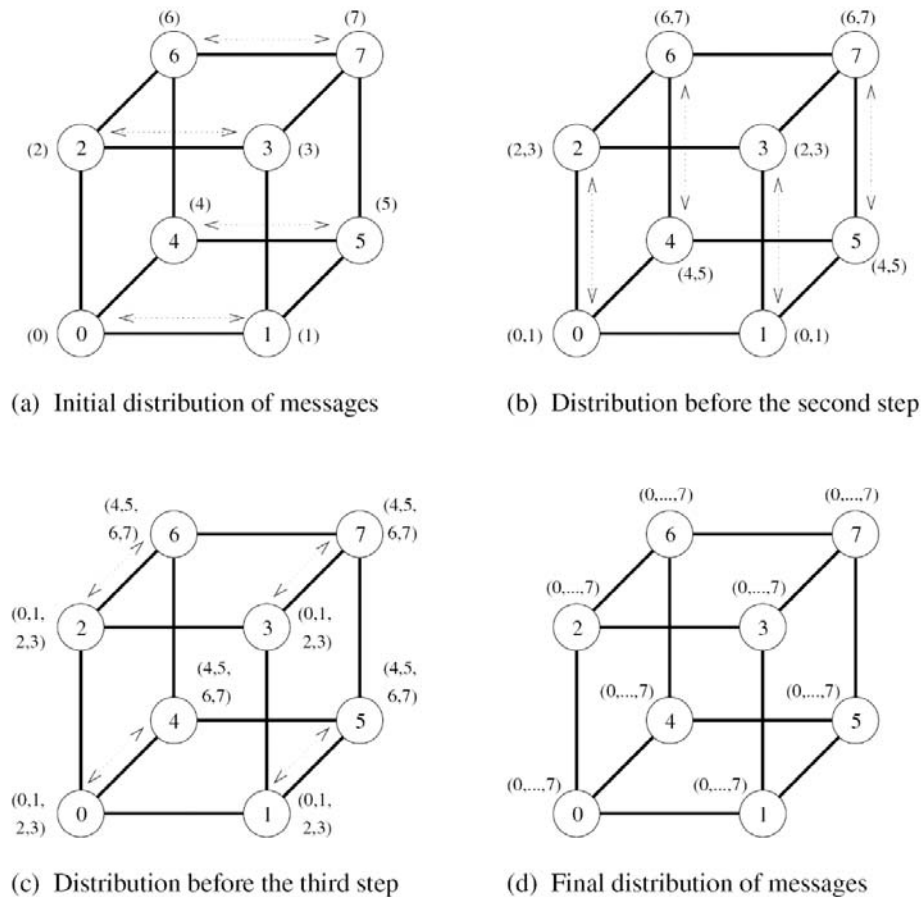 (6) (7)
6 7
(2) 2 3 (3)
(4) (5)
4 5
(0) 0 1 (1)
(a) Initial distribution of messages
(6,7) (6,7)
6 7
(2,3) 2 3 (2,3)
4 5
(4,5) (4,5)
(0,1) 0 1 (0,1)
(b) Distribution before the second step
(4,5, (4,5,
6,7) 6 7 6,7)
(0,1, (0,1,
2,3) 2 3 2,3)
(4,5, (4,5,
6,7) 6,7)
4 5
(0,1, (0,1,
2,3) 0 1 2,3)
(c) Distribution before the third step
(0,...,7) (0,...,7)
6 7
(0,...,7) (0,...,7)
2 3
(0,...,7) (0,...,7)
4 5
(0,...,7) (0,...,7)
0 1
(d) Final distribution of messages